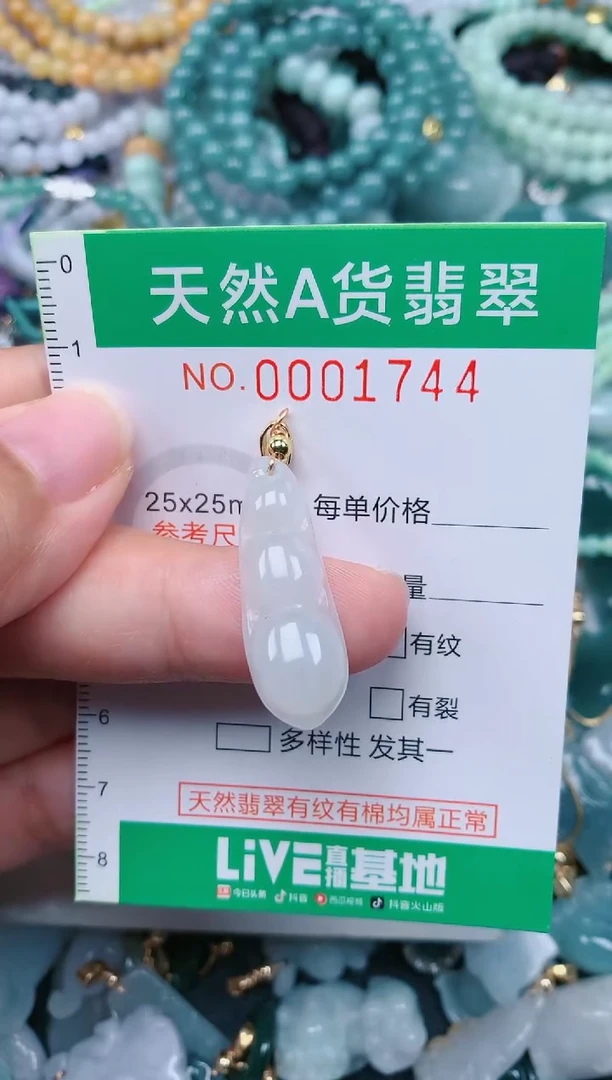 0
天然A货翡翠
1
NO.0001744
25x25m
每单价格
参考尺
量
有纹
6
有裂
多样性 发其一
7
天然翡翠有纹有棉均属正常
8
LiVE直播基地
今日头条 抖音 西瓜视频 抖音火山版